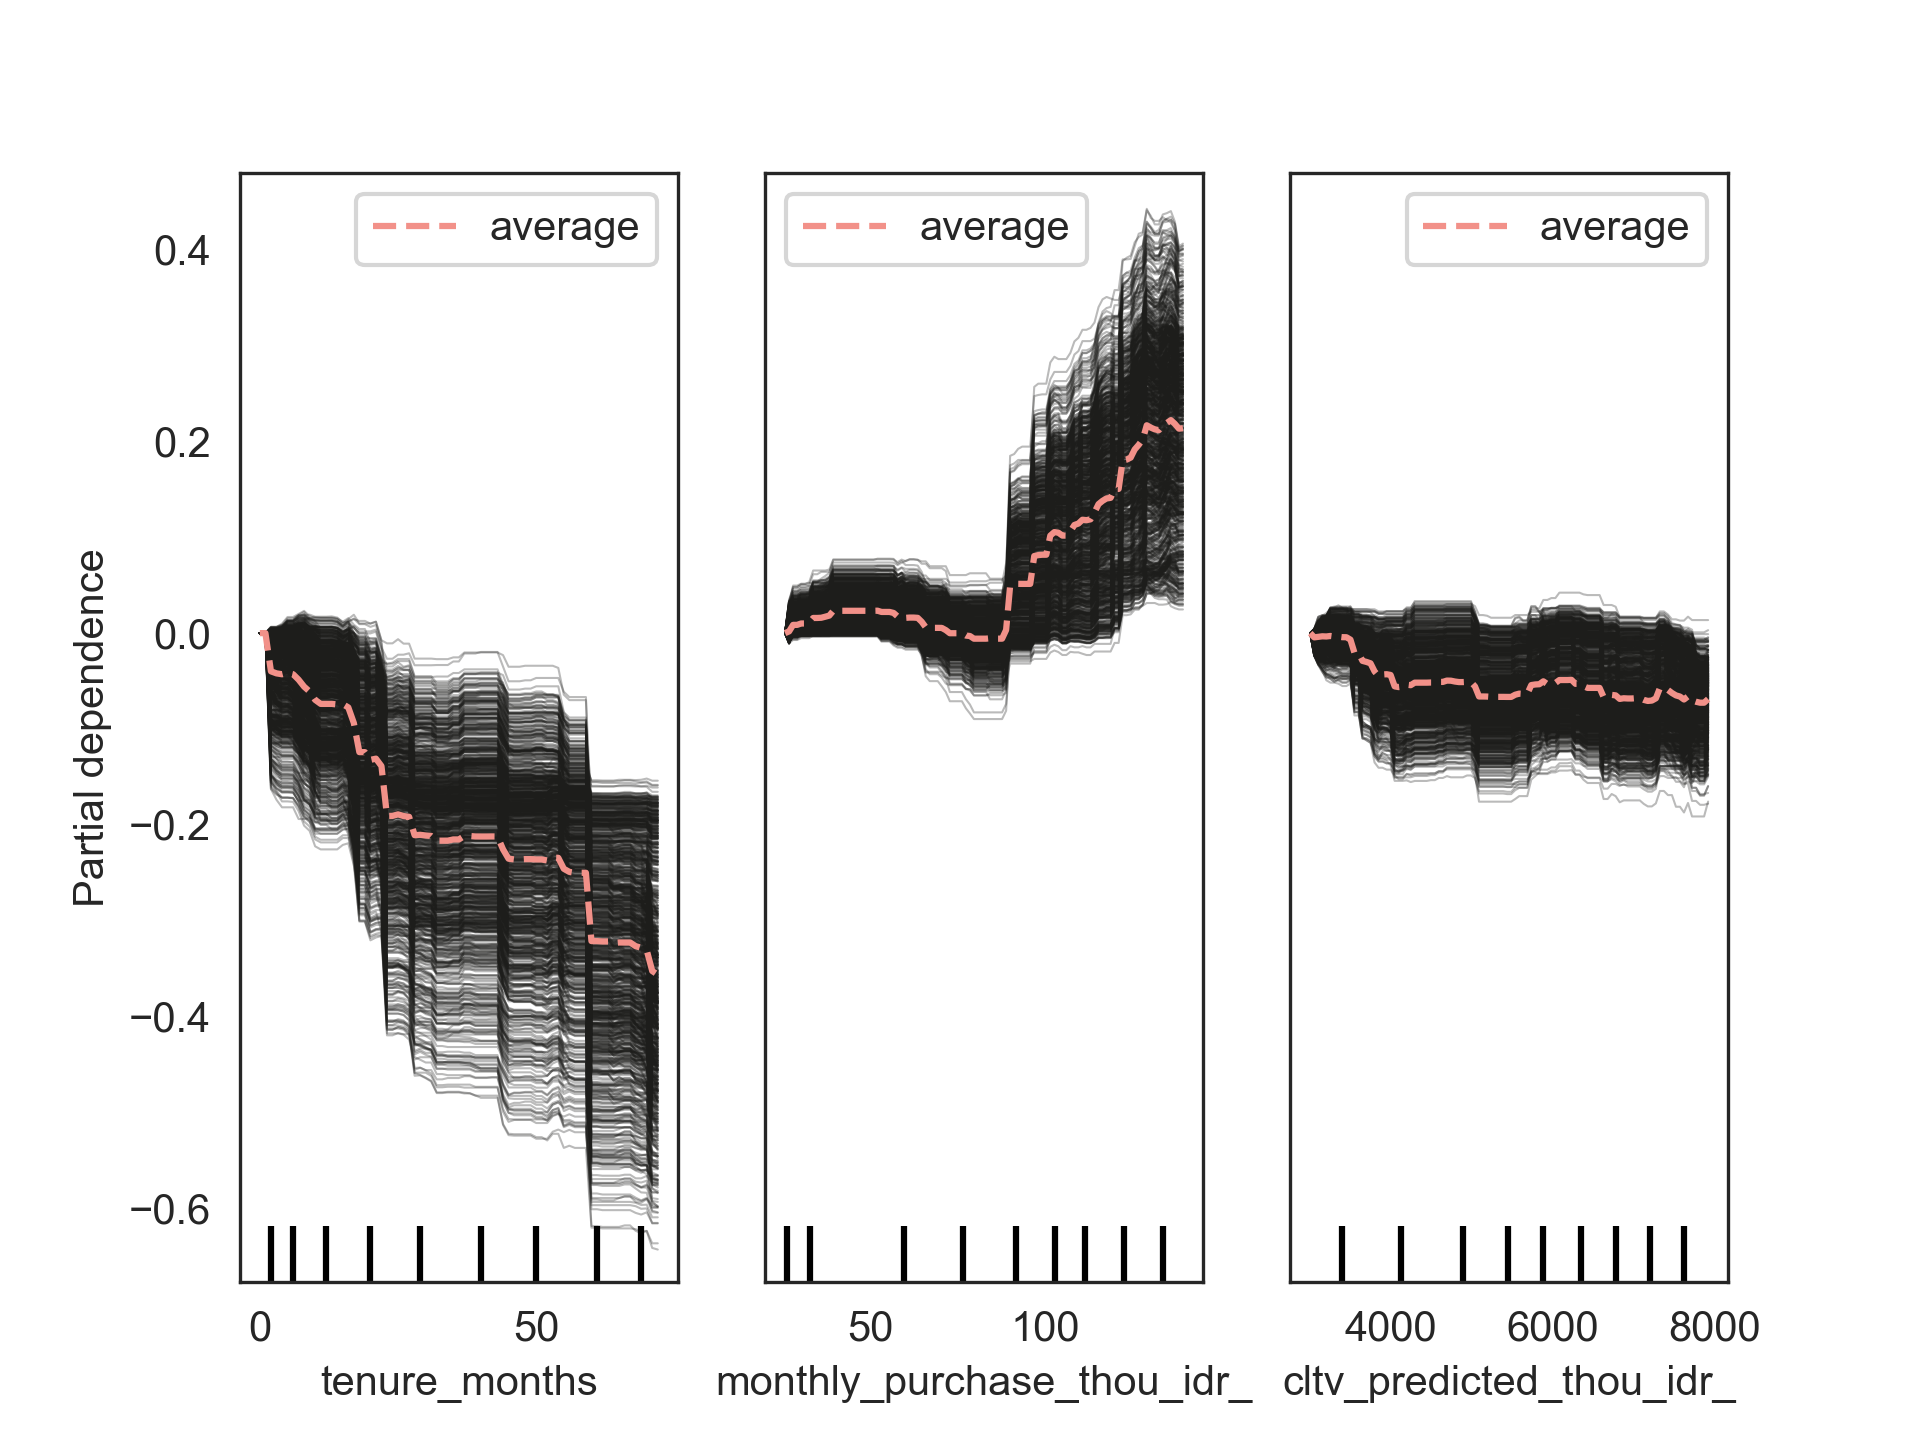 average
average
average
0.4
0.2
0.0
−0.2
−0.4
−0.6
Partial dependence
0
50
50
100
4000
6000
8000
tenure_months
monthly_purchase_thou_idr_
cltv_predicted_thou_idr_